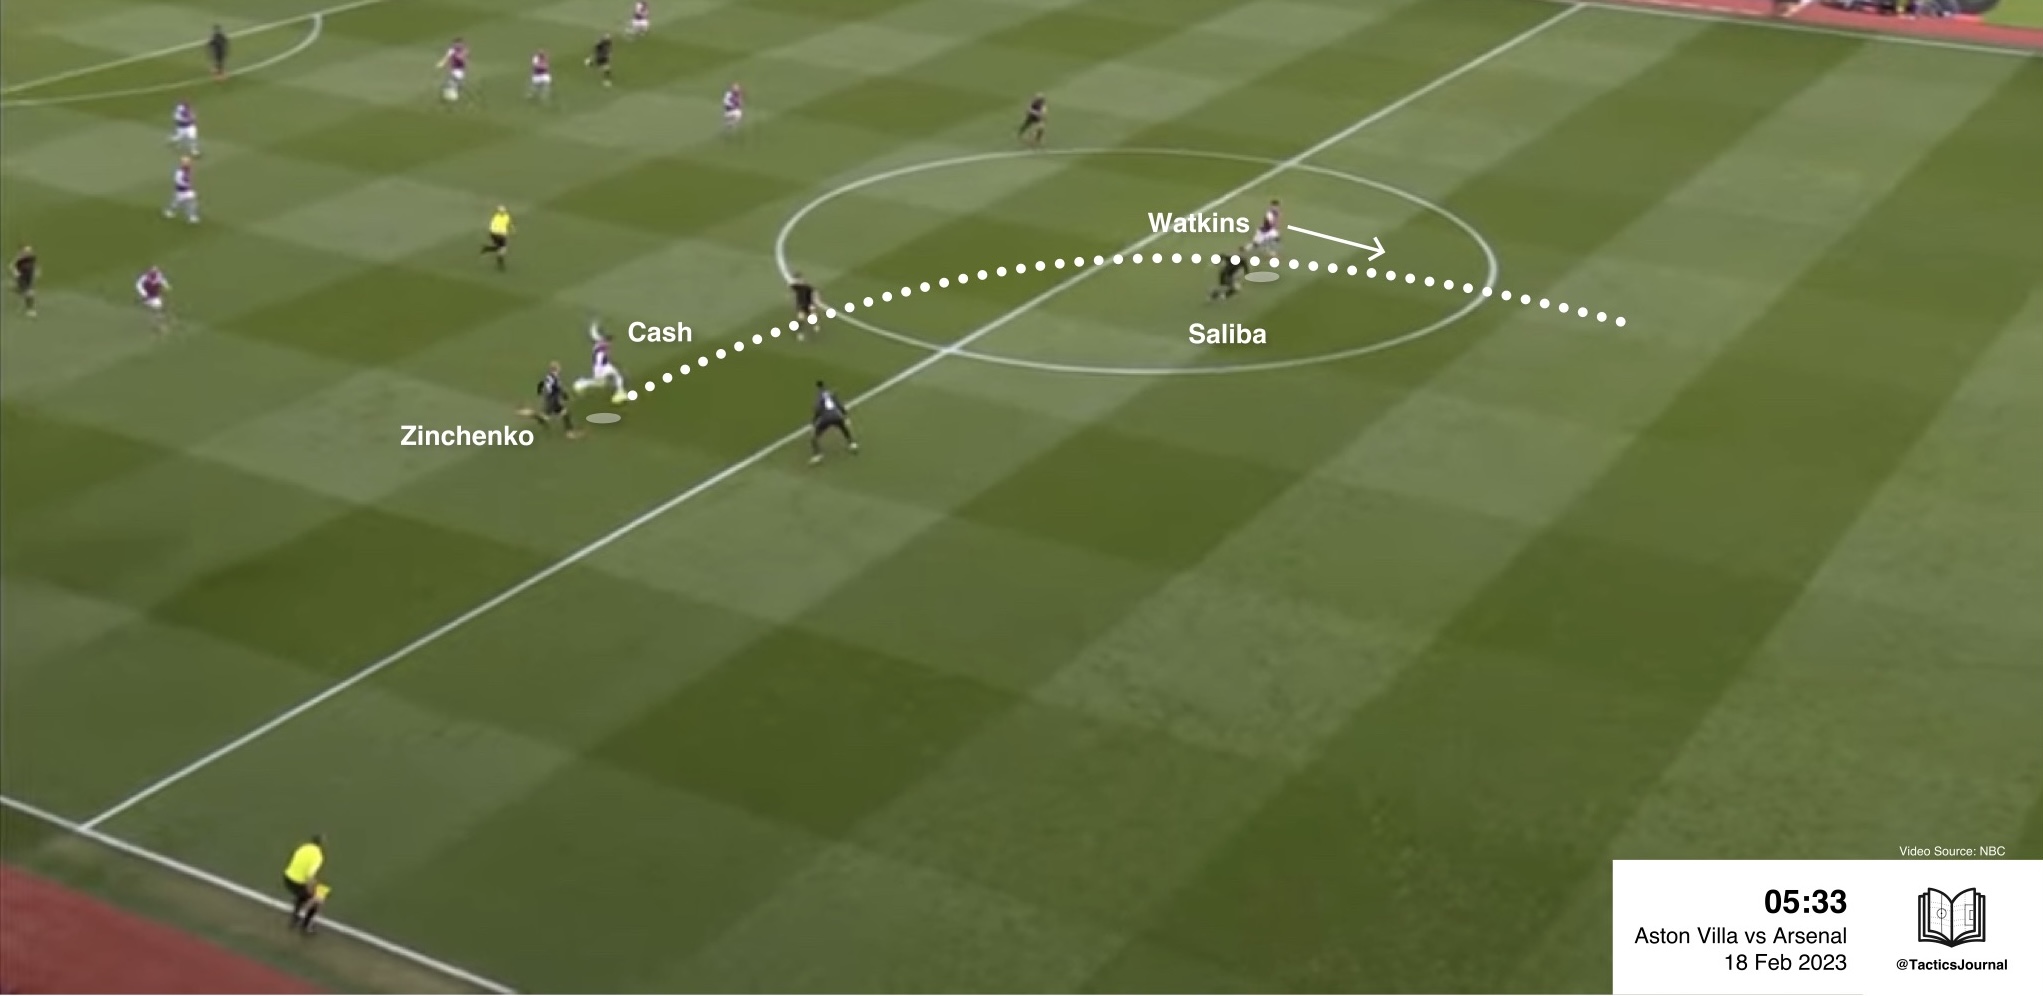 Watkins
Cash
Saliba
Zinchenko
Video Source: NBC
05:33
Aston Villa vs Arsenal
18 Feb 2023
@TacticsJournal